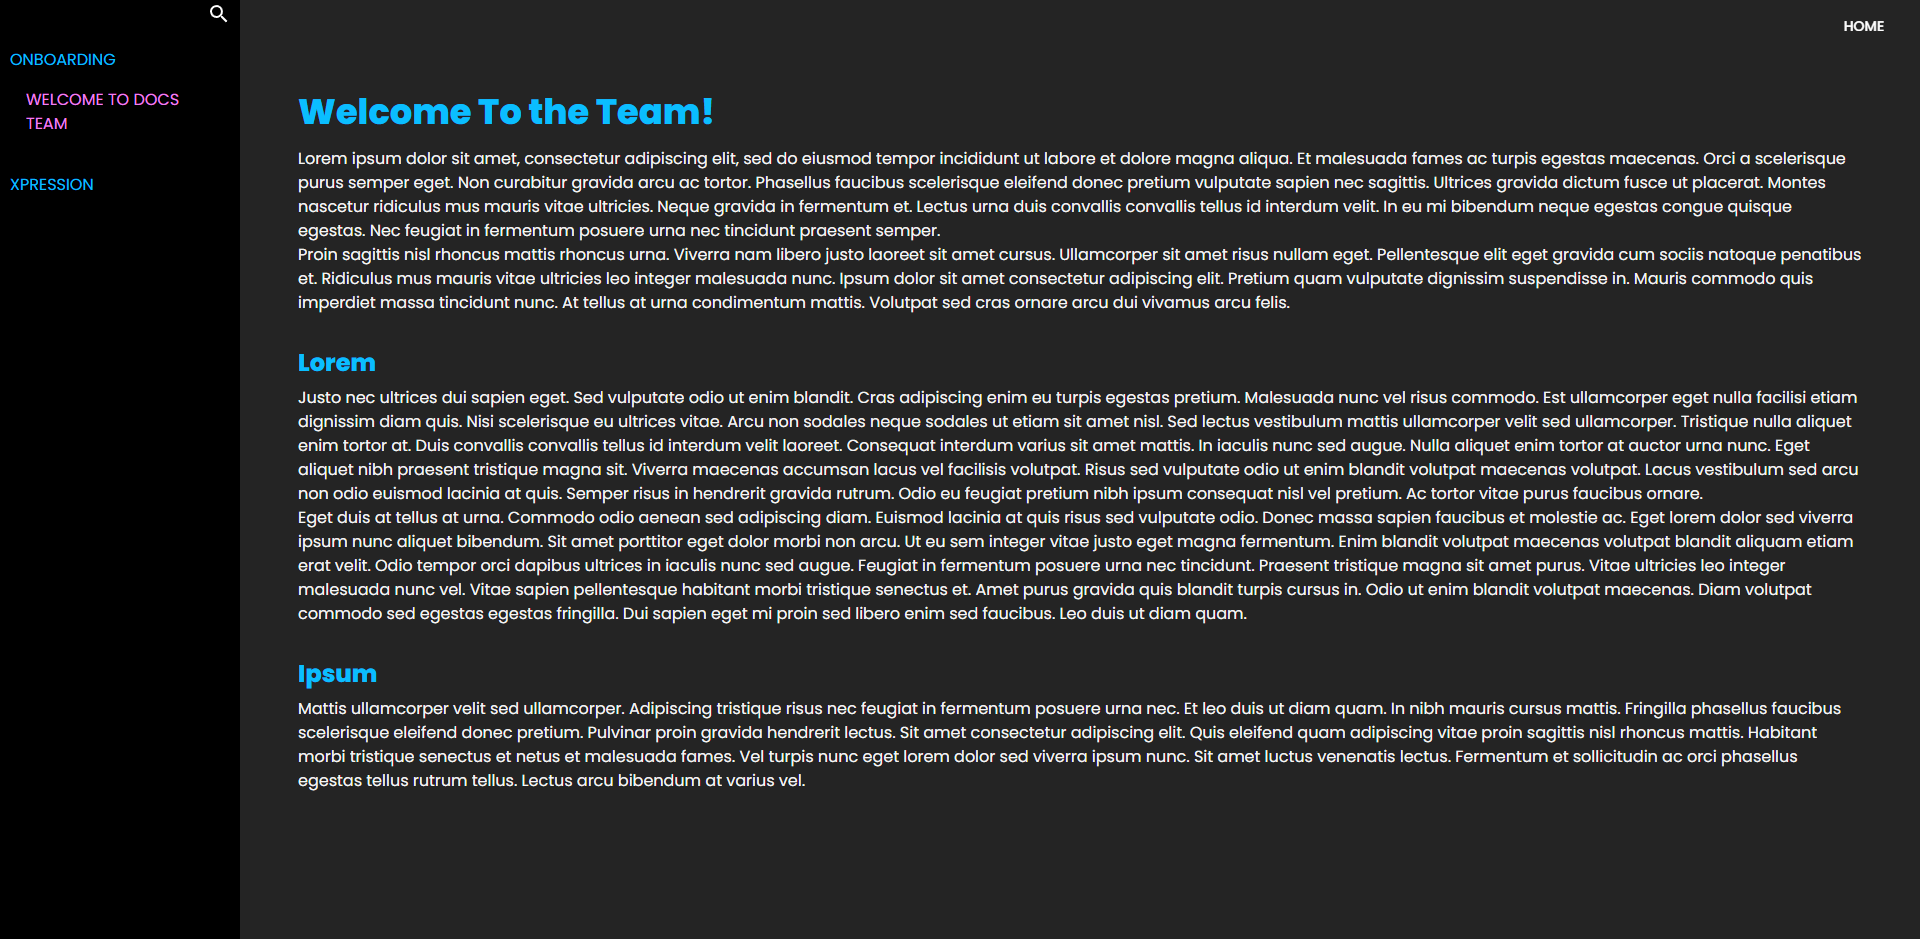 ONBOARDING
WELCOME TO DOCS
TEAM
XPRESSION
HOME
Welcome To the Team!
Lorem ipsum dolor sit amet, consectetur adipiscing elit, sed do eiusmod tempor incididunt ut labore et dolore magna aliqua. Et malesuada fames ac turpis egestas maecenas. Orci a scelerisque
purus semper eget. Non curabitur gravida arcu ac tortor. Phasellus faucibus scelerisque eleifend donec pretium vulputate sapien nec sagittis. Ultrices gravida dictum fusce ut placerat. Montes
nascetur ridiculus mus mauris vitae ultricies. Neque gravida in fermentum et. Lectus urna duis convallis convallis tellus id interdum velit. In eu mi bibendum neque egestas congue quisque
egestas. Nec feugiat in fermentum posuere urna nec tincidunt praesent semper.
Proin sagittis nisl rhoncus mattis rhoncus urna. Viverra nam libero justo laoreet sit amet cursus. Ullamcorper sit amet risus nullam eget. Pellentesque elit eget gravida cum sociis natoque penatibus
et. Ridiculus mus mauris vitae ultricies leo integer malesuada nunc. Ipsum dolor sit amet consectetur adipiscing elit. Pretium quam vulputate dignissim suspendisse in. Mauris commodo quis
imperdiet massa tincidunt nunc. At tellus at urna condimentum mattis. Volutpat sed cras ornare arcu dui vivamus arcu felis.
Lorem
Justo nec ultrices dui sapien eget. Sed vulputate odio ut enim blandit. Cras adipiscing enim eu turpis egestas pretium. Malesuada nunc vel risus commodo. Est ullamcorper eget nulla facilisi etiam
dignissim diam quis. Nisi scelerisque eu ultrices vitae. Arcu non sodales neque sodales ut etiam sit amet nisl. Sed lectus vestibulum mattis ullamcorper velit sed ullamcorper. Tristique nulla aliquet
enim tortor at. Duis convallis convallis tellus id interdum velit laoreet. Consequat interdum varius sit amet mattis. In iaculis nunc sed augue. Nulla aliquet enim tortor at auctor urna nunc. Eget
aliquet nibh praesent tristique magna sit. Viverra maecenas accumsan lacus vel facilisis volutpat. Risus sed vulputate odio ut enim blandit volutpat maecenas volutpat. Lacus vestibulum sed arcu
non odio euismod lacinia at quis. Semper risus in hendrerit gravida rutrum. Odio eu feugiat pretium nibh ipsum consequat nisl vel pretium. Ac tortor vitae purus faucibus ornare.
Eget duis at tellus at urna. Commodo odio aenean sed adipiscing diam. Euismod lacinia at quis risus sed vulputate odio. Donec massa sapien faucibus et molestie ac. Eget lorem dolor sed viverra
ipsum nunc aliquet bibendum. Sit amet porttitor eget dolor morbi non arcu. Ut eu sem integer vitae justo eget magna fermentum. Enim blandit volutpat maecenas volutpat blandit aliquam etiam
erat velit. Odio tempor orci dapibus ultrices in iaculis nunc sed augue. Feugiat in fermentum posuere urna nec tincidunt. Praesent tristique magna sit amet purus. Vitae ultricies leo integer
malesuada nunc vel. Vitae sapien pellentesque habitant morbi tristique senectus et. Amet purus gravida quis blandit turpis cursus in. Odio ut enim blandit volutpat maecenas. Diam volutpat
commodo sed egestas egestas fringilla. Dui sapien eget mi proin sed libero enim sed faucibus. Leo duis ut diam quam.
Ipsum
Mattis ullamcorper velit sed ullamcorper. Adipiscing tristique risus nec feugiat in fermentum posuere urna nec. Et leo duis ut diam quam. In nibh mauris cursus mattis. Fringilla phasellus faucibus
scelerisque eleifend donec pretium. Pulvinar proin gravida hendrerit lectus. Sit amet consectetur adipiscing elit. Quis eleifend quam adipiscing vitae proin sagittis nisl rhoncus mattis. Habitant
morbi tristique senectus et netus et malesuada fames. Vel turpis nunc eget lorem dolor sed viverra ipsum nunc. Sit amet luctus venenatis lectus. Fermentum et sollicitudin ac orci phasellus
egestas tellus rutrum tellus. Lectus arcu bibendum at varius vel.